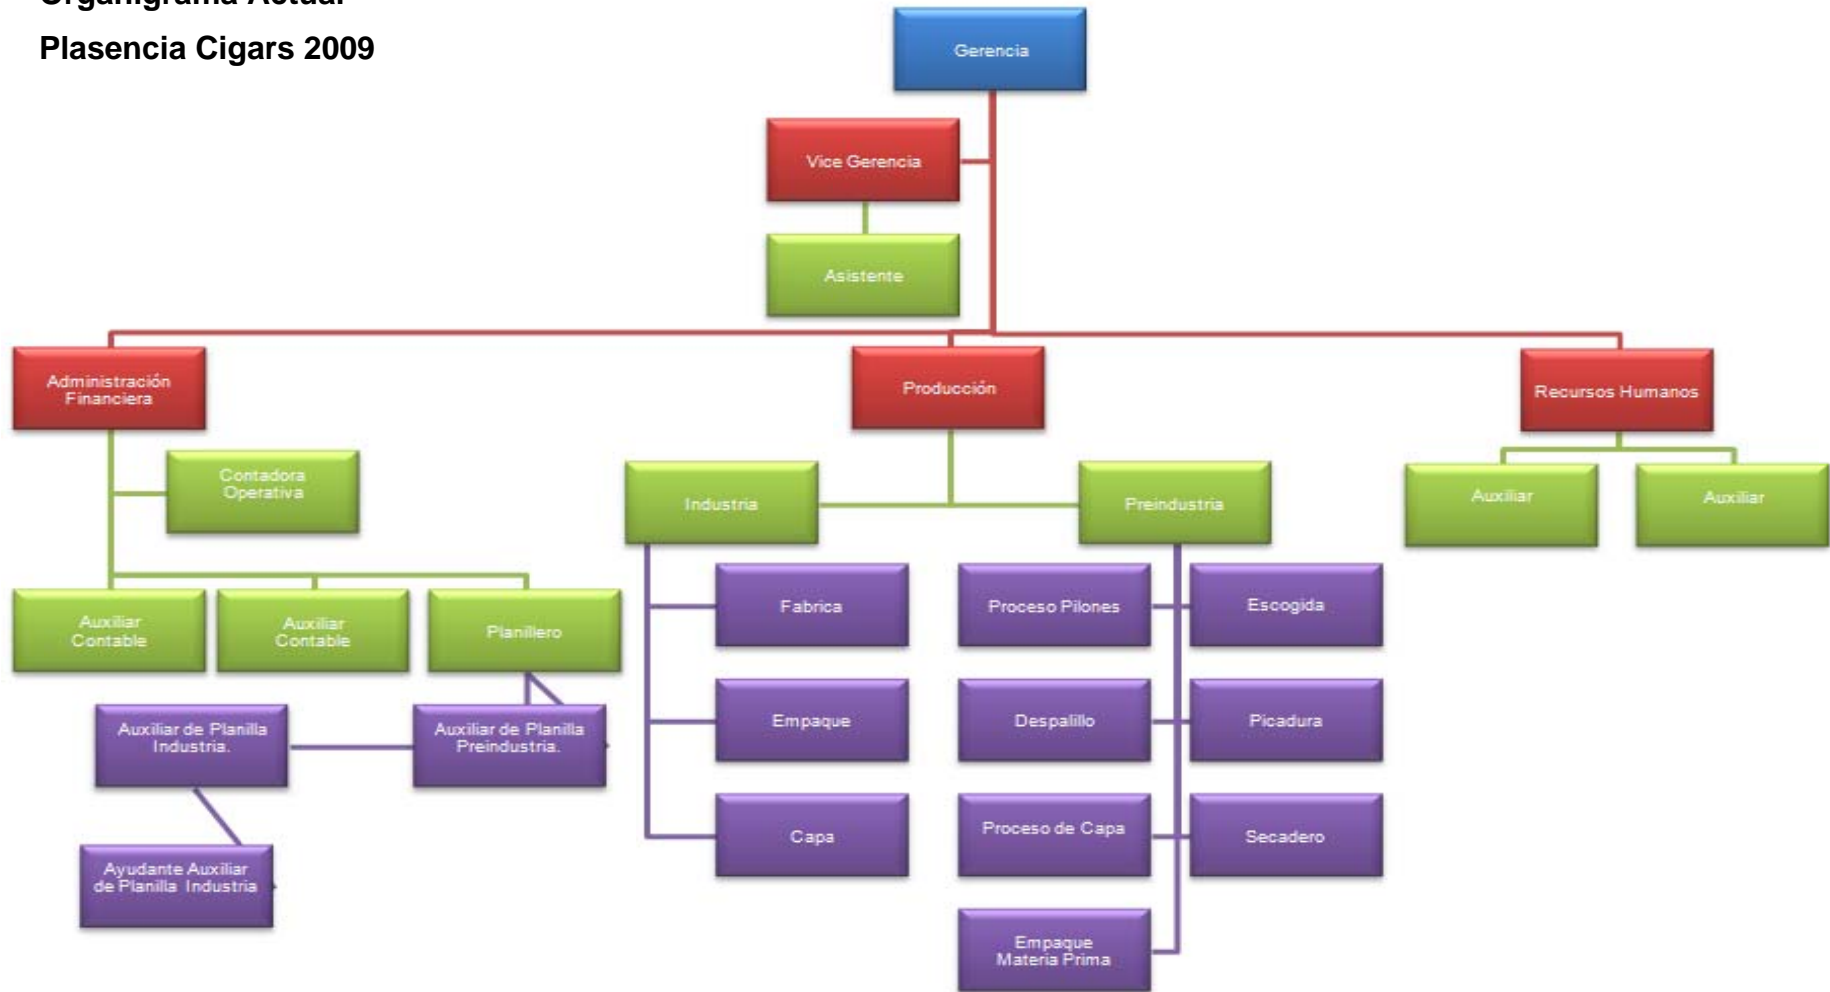 Organigrama Actual
Plasencia Cigars 2009
Gerencia
Vice Gerencia
Asistente
Administración
Financiera
Producción
Recursos Humanos
Contadora
Operativa
Industria
Preindustria
Auxiliar
Auxiliar
Auxiliar
Contable
Auxiliar
Contable
Planillero
Fabrica
Proceso Pilones
Escogida
Auxiliar de Planilla
Industria.
Auxiliar de Planilla
Preindustria.
Empaque
Despalillo
Picadura
Capa
Proceso de Capa
Secadero
Ayudante Auxiliar
de Planilla Industria
Empaque
Materia Prima